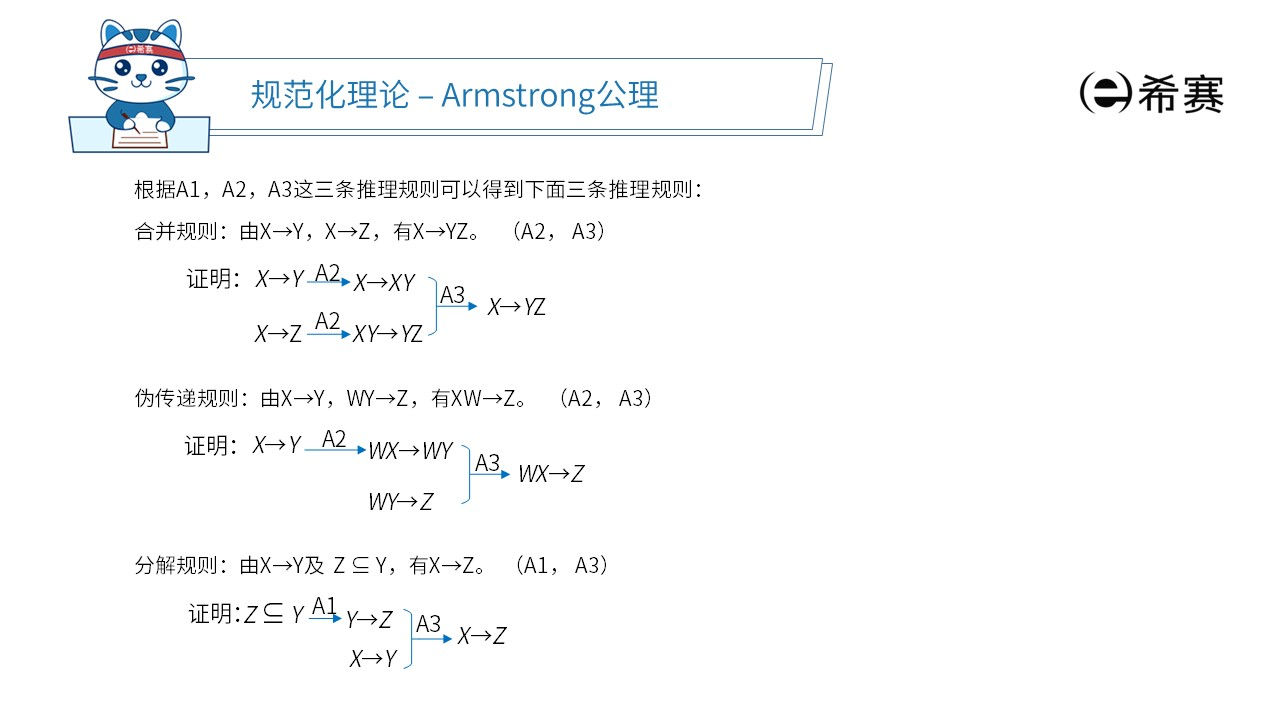 (e)希赛
规范化理论 – Armstrong公理
(e)希赛
根据A1，A2，A3这三条推理规则可以得到下面三条推理规则：
合并规则：由X→Y，X→Z，有X→YZ。 （A2， A3）
证明： X→Y A2 X→XY
A3 X→YZ
X→Z A2 XY→YZ
伪传递规则：由X→Y，WY→Z，有XW→Z。 （A2， A3）
证明： X→Y A2 WX→WY
A3 WX→Z
WY→Z
分解规则：由X→Y及 Z ⊆ Y，有X→Z。 （A1， A3）
证明：Z ⊆ Y A1 Y→Z
A3 X→Z
X→Y